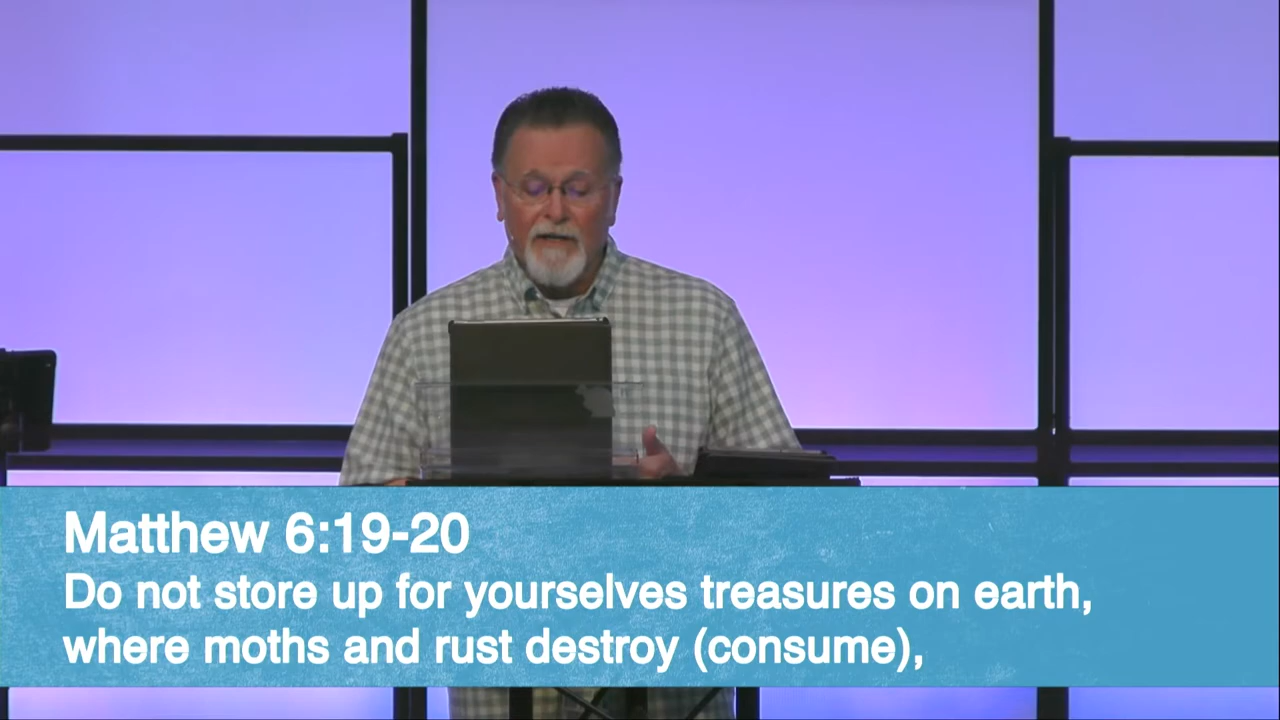 Matthew 6:19-20
Do not store up for yourselves treasures on earth,
where moths and rust destroy (consume),